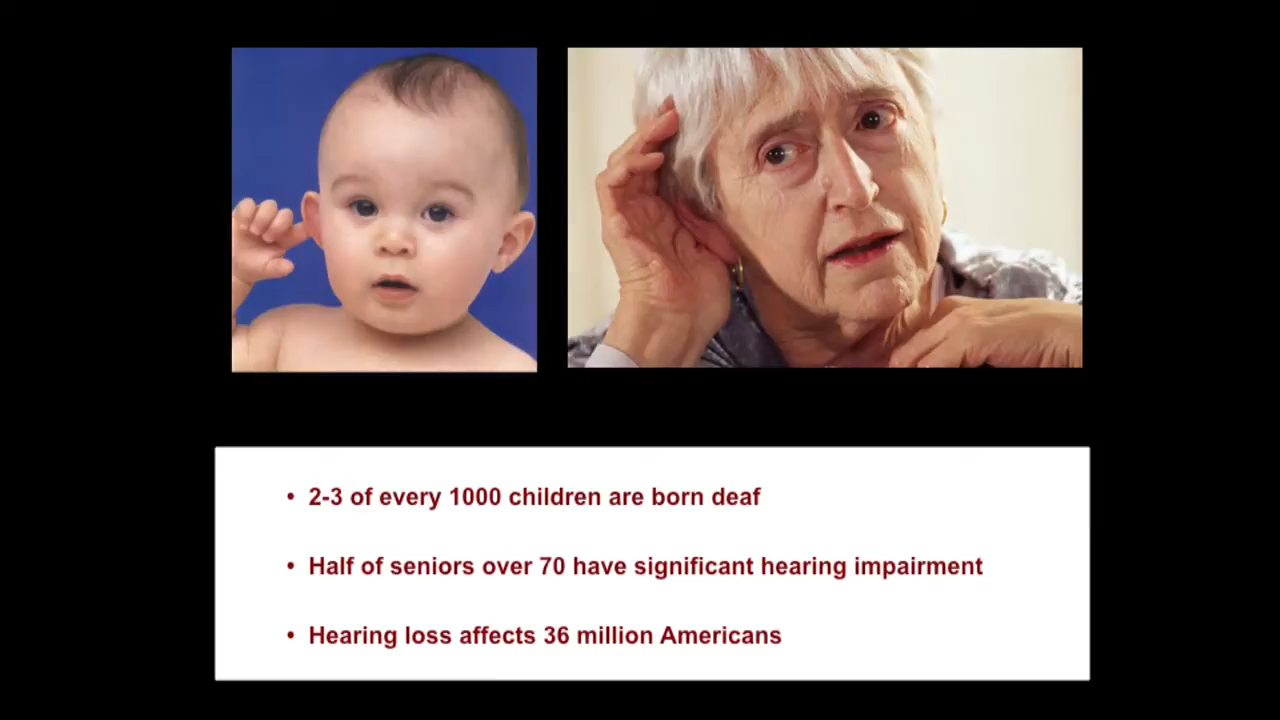 • 2-3 of every 1000 children are born deaf
• Half of seniors over 70 have significant hearing impairment
• Hearing loss affects 36 million Americans